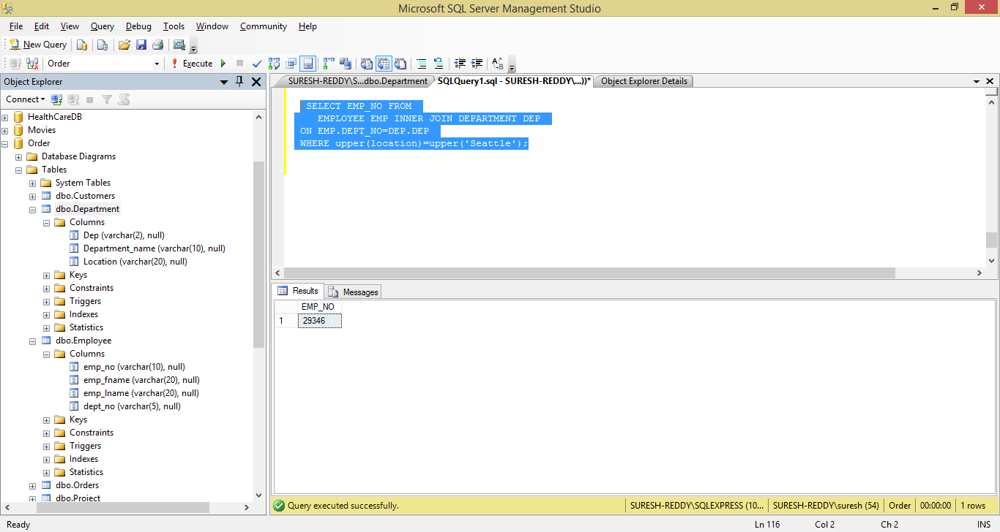 Microsoft SQL Server Management Studio
File Edit View Query Debug Tools Window Community Help
New Query
Order Execute
Object Explorer
Connect
HealthCareDB
Movies
Order
Database Diagrams
Tables
System Tables
dbo.Customers
dbo.Department
Columns
Dep (varchar(2), null)
Department_name (varchar(10), null)
Location (varchar(20), null)
Keys
Constraints
Triggers
Indexes
Statistics
dbo.Employee
Columns
emp_no (varchar(10), null)
emp_fname (varchar(20), null)
emp_lname (varchar(20), null)
dept_no (varchar(5), null)
Keys
Constraints
Triggers
Indexes
Statistics
dbo.Orders
dbo.Project
SURESH-REDDY\S...dbo.Department SQLQuery1.sql - SURESH-REDDY\...))* Object Explorer Details
SELECT EMP_NO FROM
EMPLOYEE EMP INNER JOIN DEPARTMENT DEP
ON EMP.DEPT_NO=DEP.DEP
WHERE upper(location)=upper('Seattle');
Results Messages
EMP_NO
1 29346
Query executed successfully. SURESH-REDDY\SQLEXPRESS (10... SURESH-REDDY\suresh (54) Order 00:00:00 1 rows
Ready Ln 116 Col 2 Ch 2 INS